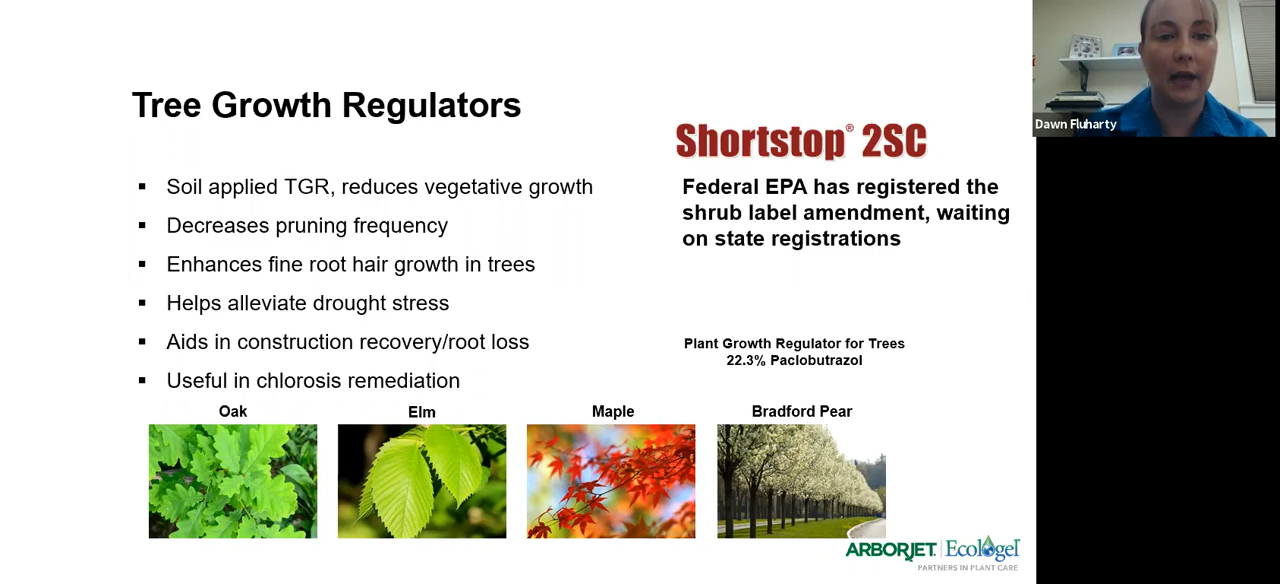 Tree Growth Regulators
Soil applied TGR, reduces vegetative growth
Decreases pruning frequency
Enhances fine root hair growth in trees
Helps alleviate drought stress
Aids in construction recovery/root loss
Useful in chlorosis remediation
Shortstop® 2SC
Federal EPA has registered the
shrub label amendment, waiting
on state registrations
Plant Growth Regulator for Trees
22.3% Paclobutrazol
Oak
Elm
Maple
Bradford Pear
ARBORJET | Ecologel
PARTNERS IN PLANT CARE
Dawn Fluharty